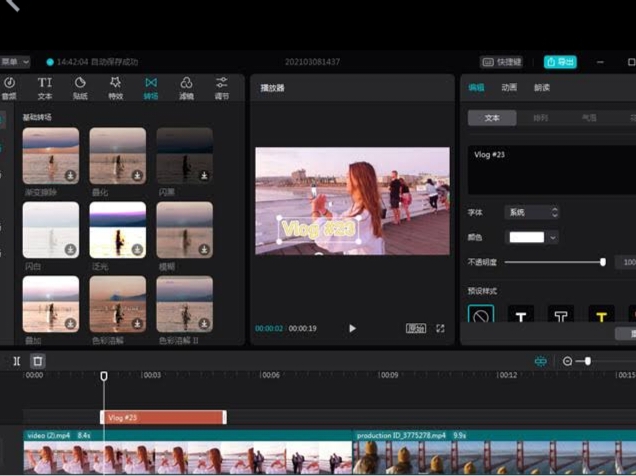 菜单 14:42:04 自动保存成功 202103081437 快捷键 导出
音频 TI 文本 贴纸 特效 转场 滤镜 调节
基础转场
渐变擦除 叠化 闪黑
闪白 泛光 模糊
叠加 色彩溶解 色彩溶解 II
播放器
Vlog #23
00:00:02 00:00:19 原始
编辑 动画 朗读
文本 排列 气泡
Vlog #23
字体 系统
颜色
不透明度 100
预设样式
T T T T
00:00 00:03 00:06 00:09 00:12 00:15
Vlog #23
video (2).mp4 8.4s production ID_3775278.mp4 9.9s